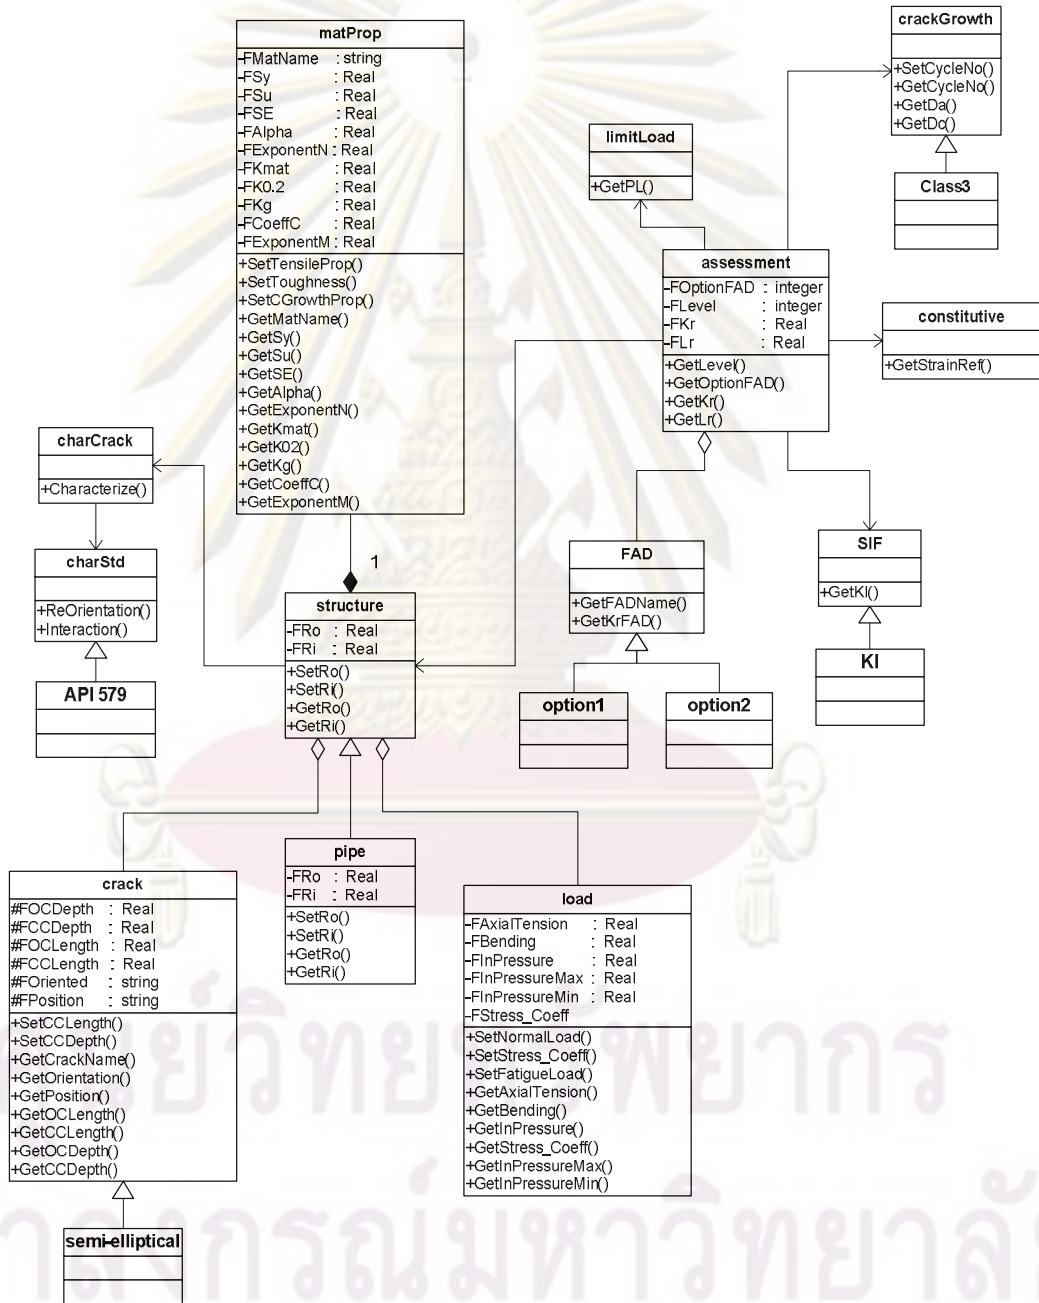 matProp
-FMatName : string
-FSy : Real
-FSu : Real
-FSE : Real
-FAlpha : Real
-FExponentN : Real
-FKmat : Real
-FK0.2 : Real
-FKg : Real
-FCoeffC : Real
-FExponentM : Real
+SetTensileProp()
+SetToughness()
+SetCGrowthProp()
+GetMatName()
+GetSy()
+GetSu()
+GetSE()
+GetAlpha()
+GetExponentN()
+GetKmat()
+GetK02()
+GetKg()
+GetCoeffC()
+GetExponentM()
crackGrowth
+SetCycleNo()
+GetCycleNo()
+GetDa()
+GetDc()
Class3
limitLoad
+GetPL()
assessment
-FOptionFAD : integer
-FLevel : integer
-FKr : Real
-FLr : Real
+GetLevel()
+GetOptionFAD()
+GetKr()
+GetLr()
constitutive
+GetStrainRef()
charCrack
+Characterize()
charStd
+ReOrientation()
+Interaction()
API 579
1
structure
-FRo : Real
-FRi : Real
+SetRo()
+SetRi()
+GetRo()
+GetRi()
FAD
+GetFADName()
+GetKrFAD()
option1
option2
SIF
+GetKI()
KI
crack
#FOCDepth : Real
#FCCDepth : Real
#FOCLength : Real
#FCCLength : Real
#FOriented : string
#FPosition : string
+SetCCLength()
+SetCCDepth()
+GetCrackName()
+GetOrientation()
+GetPosition()
+GetOCLength()
+GetCCLength()
+GetOCDepth()
+GetCCDepth()
semi-elliptical
pipe
-FRo : Real
-FRi : Real
+SetRo()
+SetRi()
+GetRo()
+GetRi()
load
-FAxialTension : Real
-FBending : Real
-FInPressure : Real
-FInPressureMax : Real
-FInPressureMin : Real
-FStress_Coeff
+SetNormalLoad()
+SetStress_Coeff()
+SetFatigueLoad()
+GetAxialTension()
+GetBending()
+GetInPressure()
+GetStress_Coeff()
+GetInPressureMax()
+GetInPressureMin()